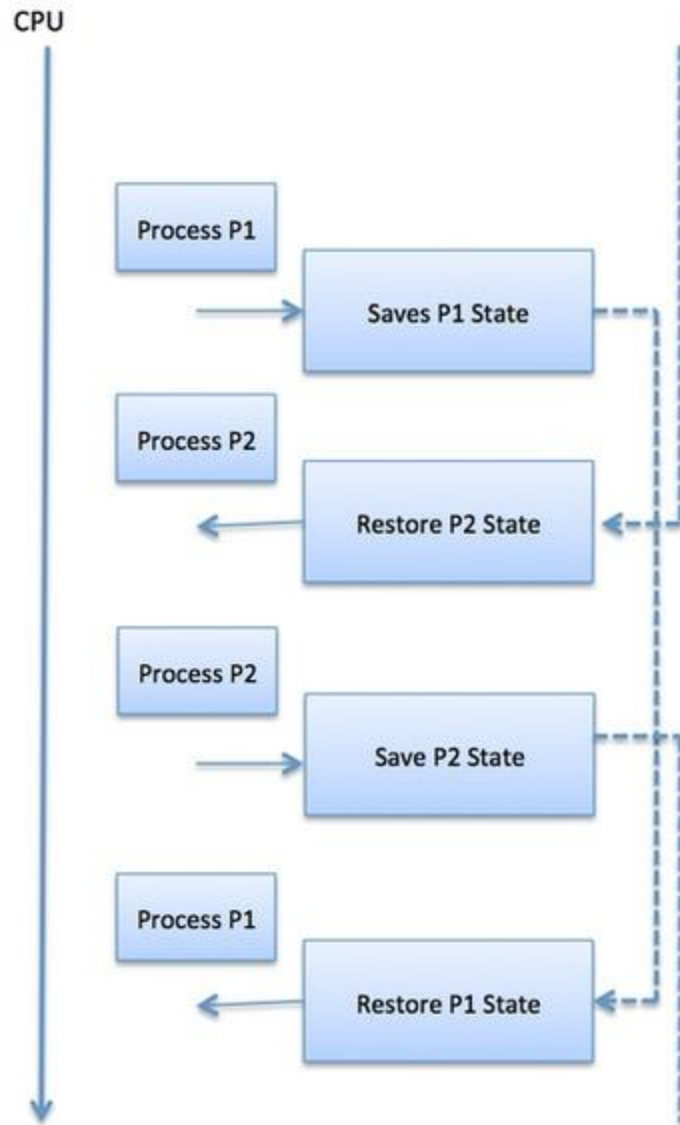 CPU
Process P1
Saves P1 State
Process P2
Restore P2 State
Process P2
Save P2 State
Process P1
Restore P1 State